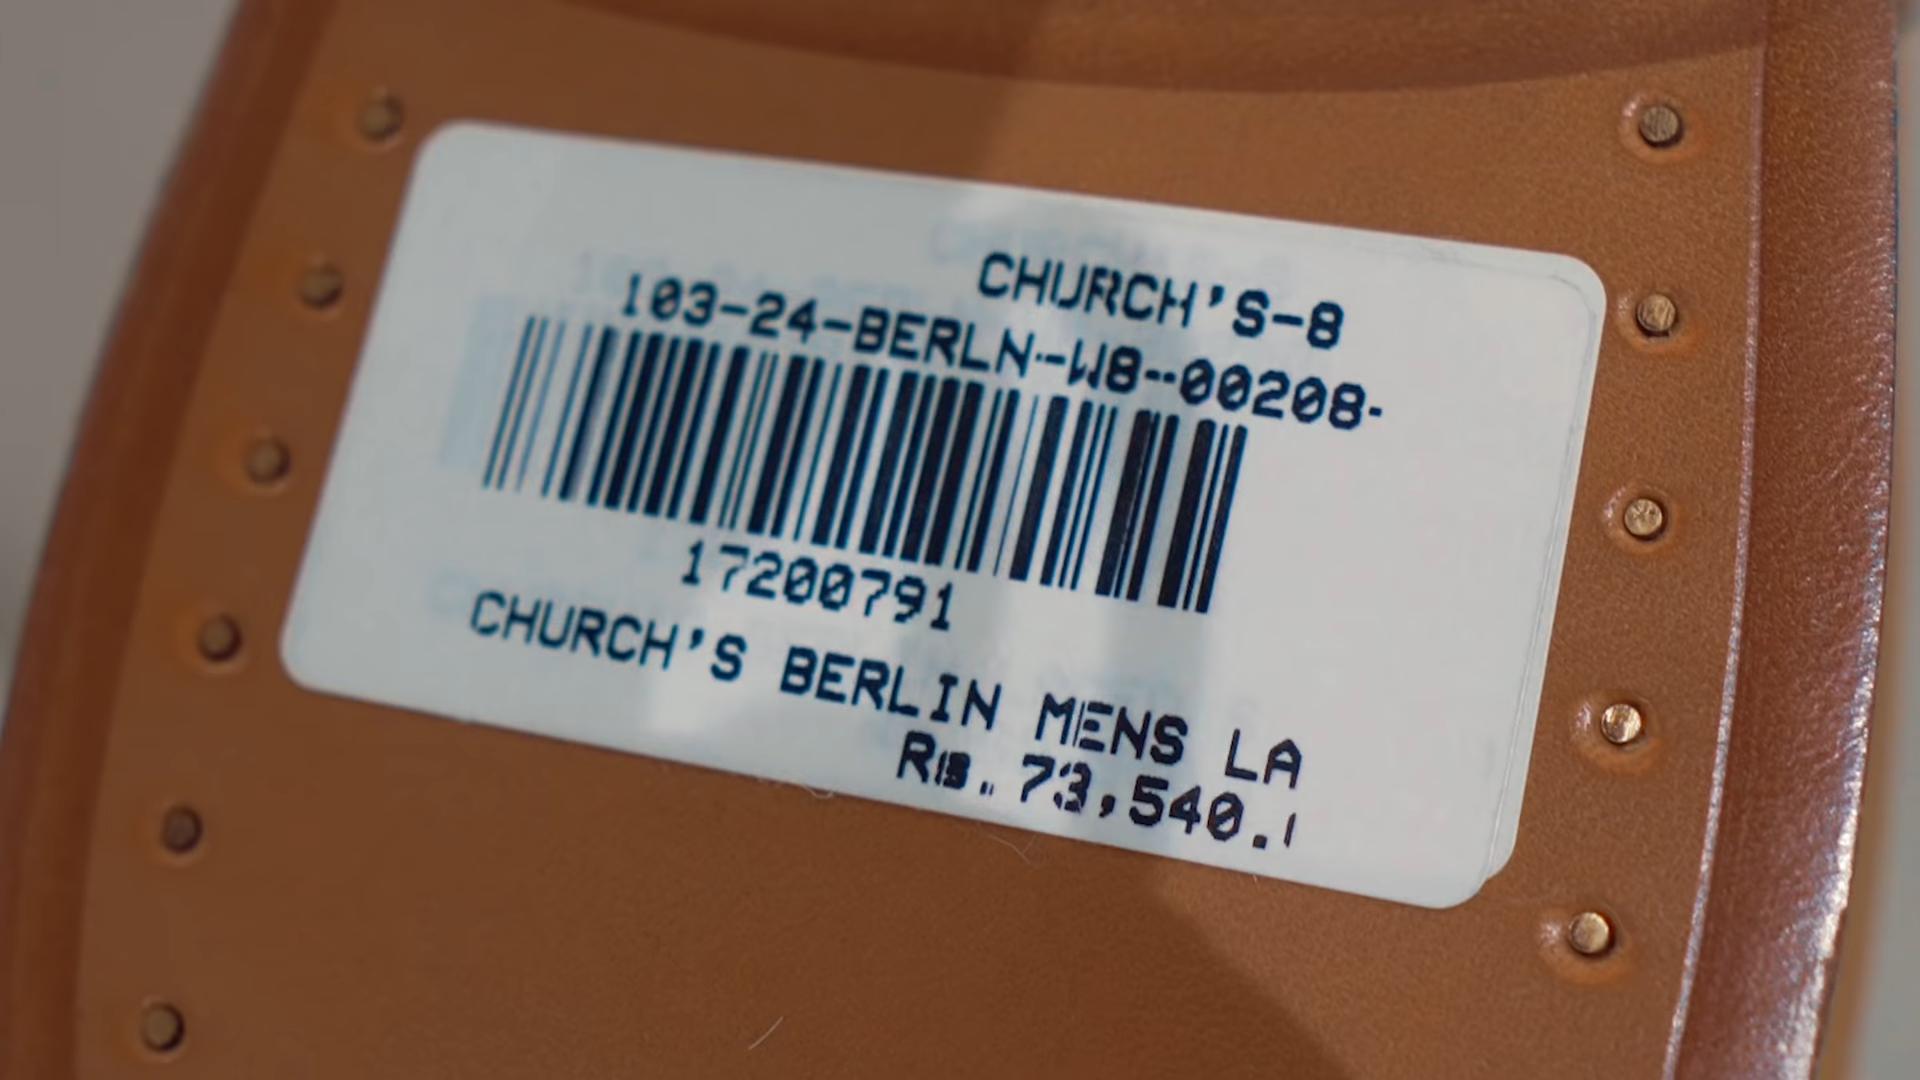 CHURCH'S-8
103-24-BERLN--W8--00208-
17200791
CHURCH'S BERLIN MENS LA
Rs. 73,540.